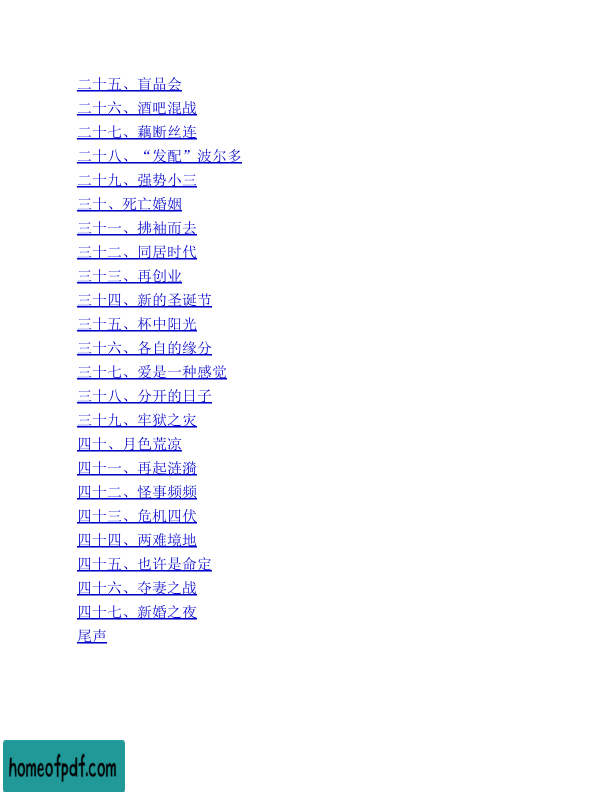 二十五、盲品会
二十六、酒吧混战
二十七、藕断丝连
二十八、“发配”波尔多
二十九、强势小三
三十、死亡婚姻
三十一、拂袖而去
三十二、同居时代
三十三、再创业
三十四、新的圣诞节
三十五、杯中阳光
三十六、各自的缘分
三十七、爱是一种感觉
三十八、分开的日子
三十九、牢狱之灾
四十、月色荒凉
四十一、再起涟漪
四十二、怪事频频
四十三、危机四伏
四十四、两难境地
四十五、也许是命定
四十六、夺妻之战
四十七、新婚之夜
尾声
homeofpdf.com